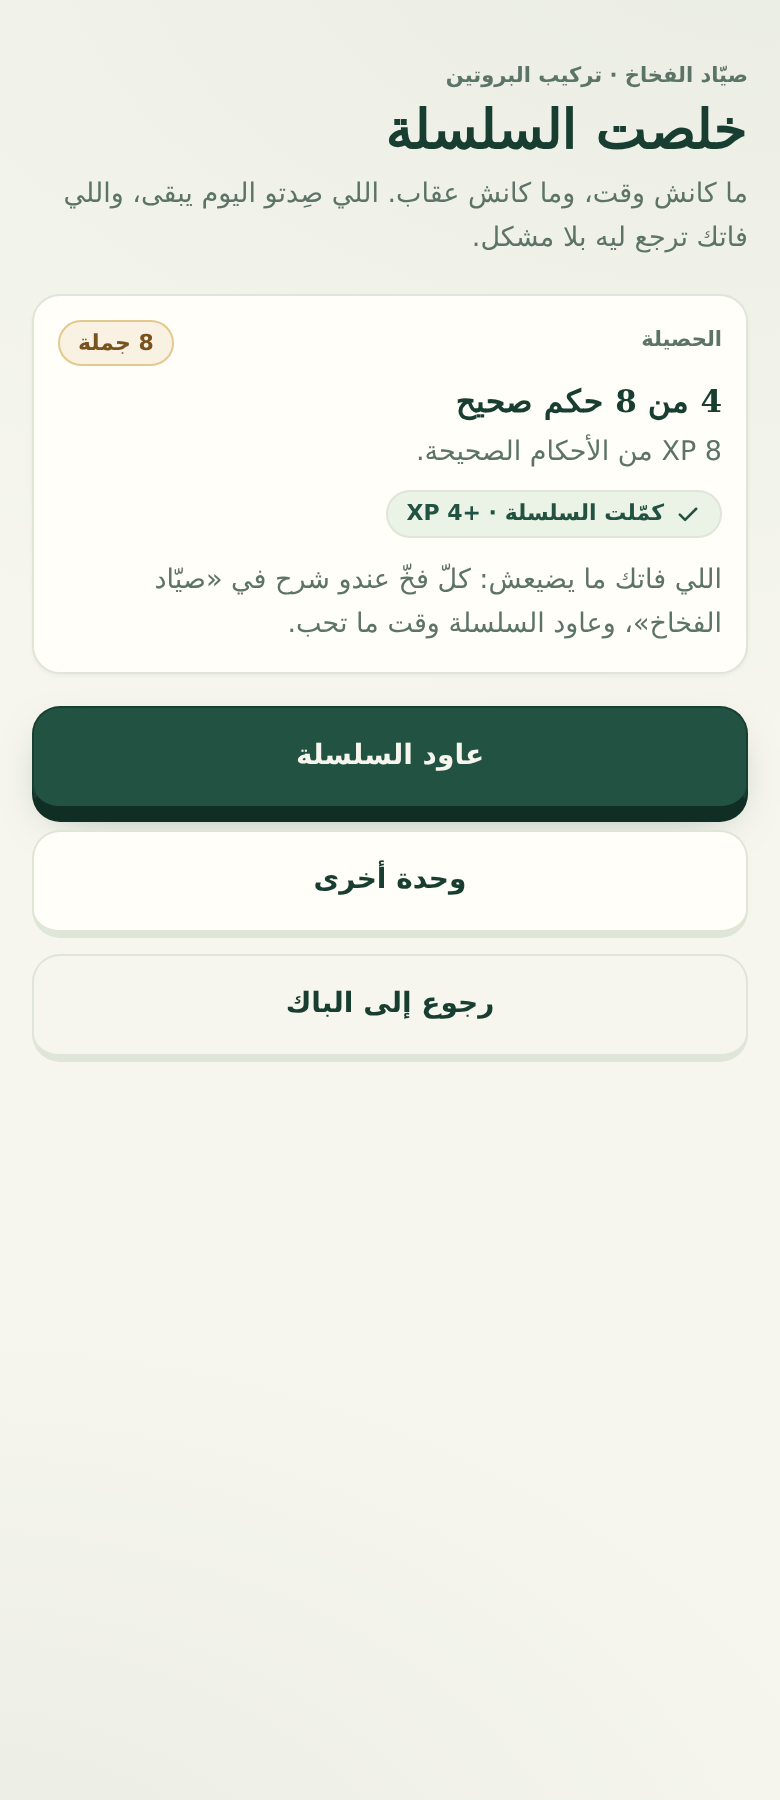 صيّاد الفخاخ · تركيب البروتين
خلصت السلسلة
ما كانش وقت، وما كانش عقاب. اللي صِدتو اليوم يبقى، واللي
فاتك ترجع ليه بلا مشكل.
الحصيلة
8 جملة
4 من 8 حكم صحيح
8 XP من الأحكام الصحيحة.
كمّلت السلسلة · +4 XP
اللي فاتك ما يضيعش: كلّ فخّ عندو شرح في «صيّاد
الفخاخ»، وعاود السلسلة وقت ما تحب.
عاود السلسلة
وحدة أخرى
رجوع إلى الباك